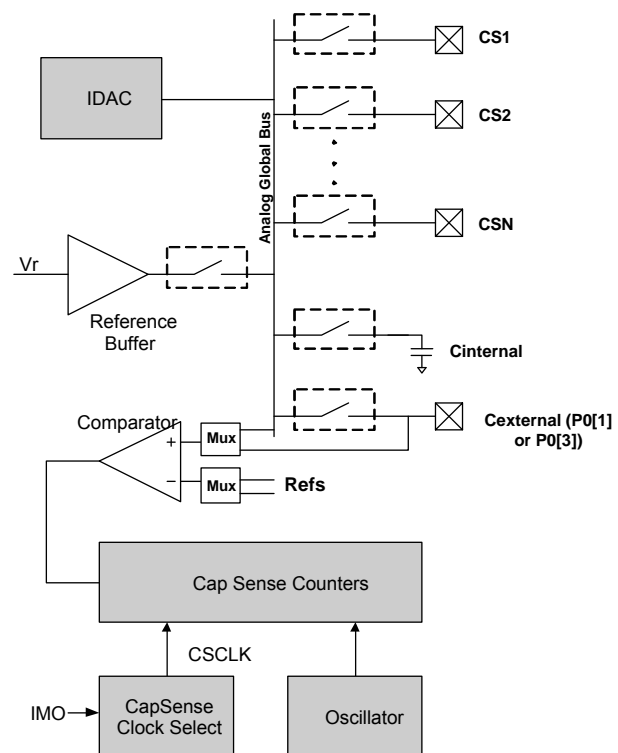 CS1
IDAC
CS2
Analog Global Bus
CSN
Vr
Reference
Buffer
Cinternal
Comparator
+
Mux
Cexternal (P0[1]
or P0[3])
−
Mux
Refs
Cap Sense Counters
CSCLK
IMO
CapSense
Clock Select
Oscillator